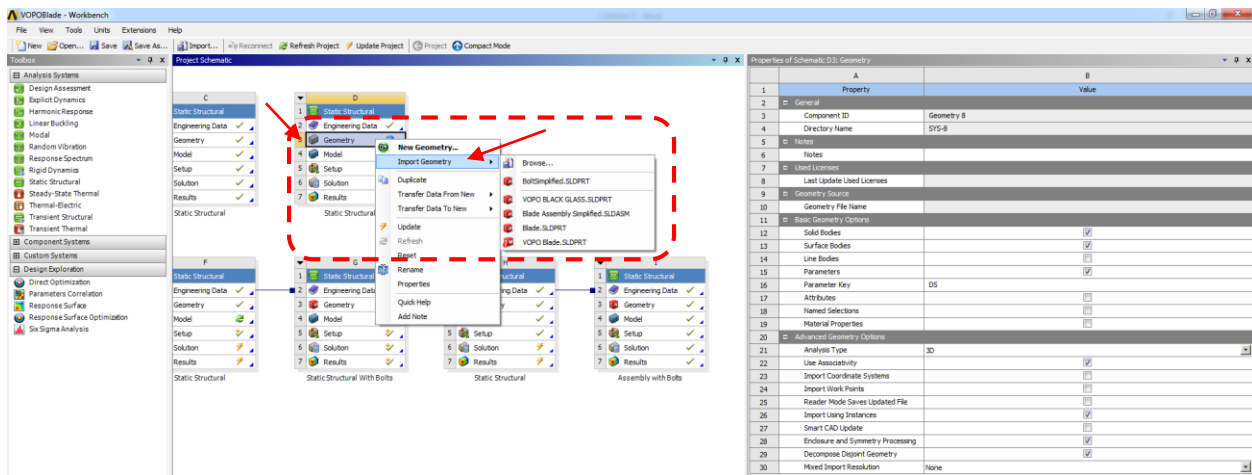 VOPOBlade - Workbench
File View Tools Units Extensions Help
New Open... Save Save As... Import... Reconnect Refresh Project Update Project Project Compact Mode
Toolbox
Analysis Systems
Design Assessment
Explicit Dynamics
Harmonic Response
Linear Buckling
Modal
Random Vibration
Response Spectrum
Rigid Dynamics
Static Structural
Steady-State Thermal
Thermal-Electric
Transient Structural
Transient Thermal
Component Systems
Custom Systems
Design Exploration
Direct Optimization
Parameters Correlation
Response Surface
Response Surface Optimization
Six Sigma Analysis
Project Schematic
C
Static Structural
Engineering Data
Geometry
Model
Setup
Solution
Results
Static Structural
D
1 Static Structural
2 Engineering Data
3 Geometry
4 Model
5 Setup
6 Solution
7 Results
Static Structural
New Geometry...
Import Geometry
Duplicate
Transfer Data From New
Transfer Data To New
Update
Refresh
Reset
Rename
Properties
Quick Help
Add Note
Browse...
BoltSimplified.SLDPRT
VOPO BLACK GLASS.SLDPRT
Blade Assembly Simplified.SLDASM
Blade.SLDPRT
VOPO Blade.SLDPRT
F
Static Structural
Engineering Data
Geometry
Model
Setup
Solution
Results
Static Structural
G
1 Static Structural
2 Engineering Data
3 Geometry
4 Model
5 Setup
6 Solution
7 Results
Static Structural With Bolts
H
5 Setup
6 Solution
7 Results
Static Structural
I
1 Static Structural
2 Engineering Data
3 Geometry
4 Model
5 Setup
6 Solution
7 Results
Assembly with Bolts
Properties of Schematic D3: Geometry
A B
1 Property Value
2 General
3 Component ID Geometry 8
4 Directory Name SYS-8
5 Notes
6 Notes
7 Used Licenses
8 Last Update Used Licenses
9 Geometry Source
10 Geometry File Name
11 Basic Geometry Options
12 Solid Bodies
13 Surface Bodies
14 Line Bodies
15 Parameters
16 Parameter Key DS
17 Attributes
18 Named Selections
19 Material Properties
20 Advanced Geometry Options
21 Analysis Type 3D
22 Use Associativity
23 Import Coordinate Systems
24 Import Work Points
25 Reader Mode Saves Updated File
26 Import Using Instances
27 Smart CAD Update
28 Enclosure and Symmetry Processing
29 Decompose Disjoint Geometry
30 Mixed Import Resolution None